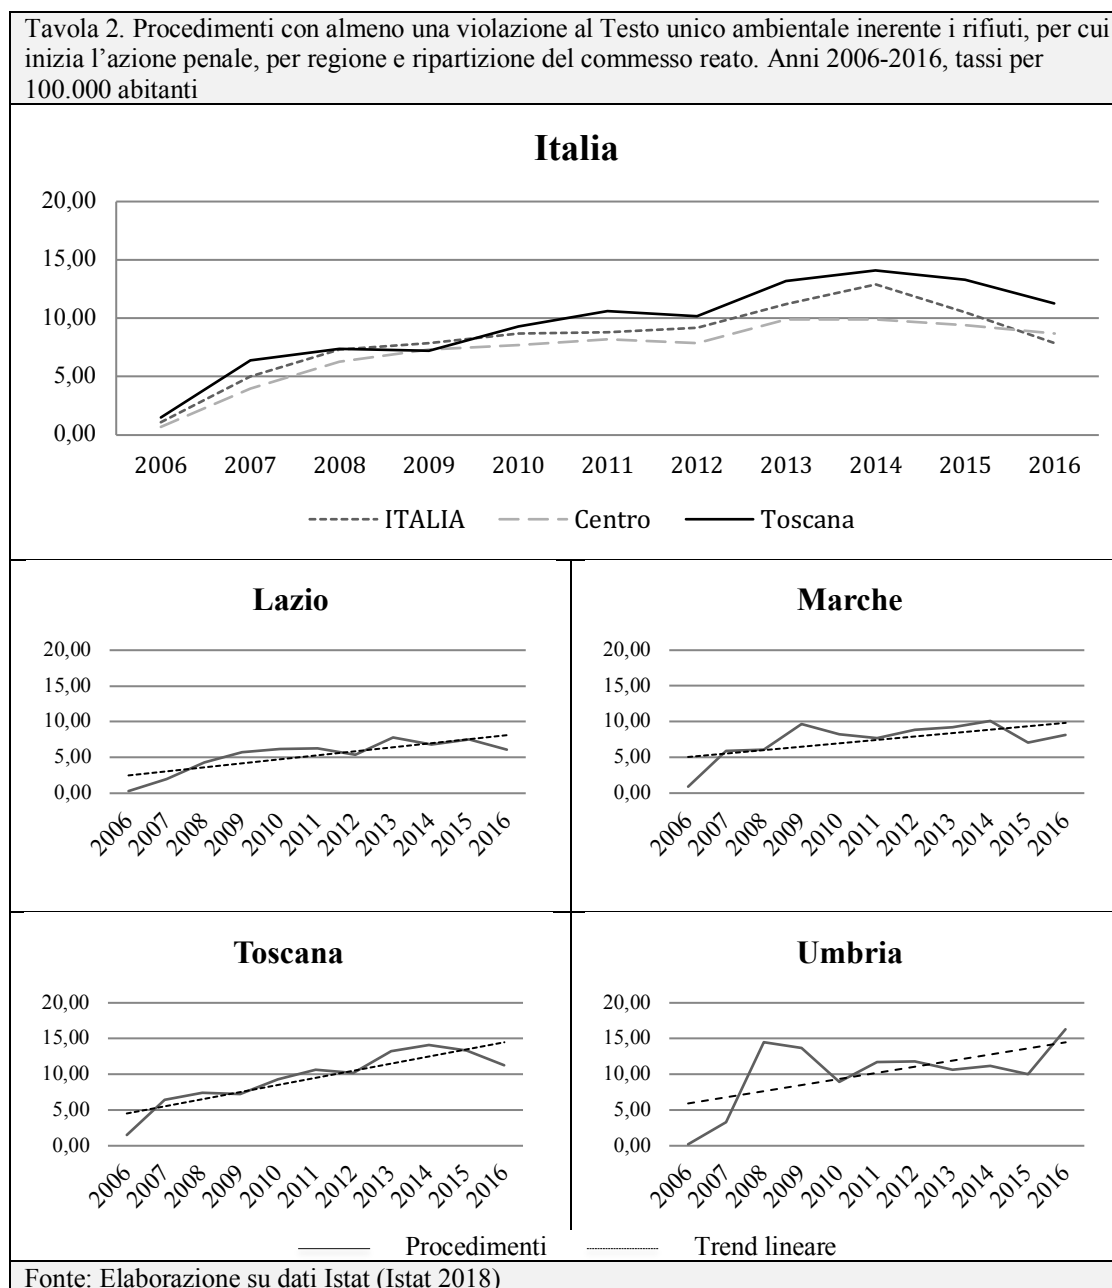 Tavola 2. Procedimenti con almeno una violazione al Testo unico ambientale inerente i rifiuti, per cui
inizia l'azione penale, per regione e ripartizione del commesso reato. Anni 2006-2016, tassi per
100.000 abitanti
Italia
20,00
15,00
10,00
5,00
0,00
2006 2007 2008 2009 2010 2011 2012 2013 2014 2015 2016
ITALIA Centro Toscana
Lazio
20,00
15,00
10,00
5,00
0,00
2006 2007 2008 2009 2010 2011 2012 2013 2014 2015 2016
Marche
20,00
15,00
10,00
5,00
0,00
2006 2007 2008 2009 2010 2011 2012 2013 2014 2015 2016
Toscana
20,00
15,00
10,00
5,00
0,00
2006 2007 2008 2009 2010 2011 2012 2013 2014 2015 2016
Umbria
20,00
15,00
10,00
5,00
0,00
2006 2007 2008 2009 2010 2011 2012 2013 2014 2015 2016
Procedimenti Trend lineare
Fonte: Elaborazione su dati Istat (Istat 2018)